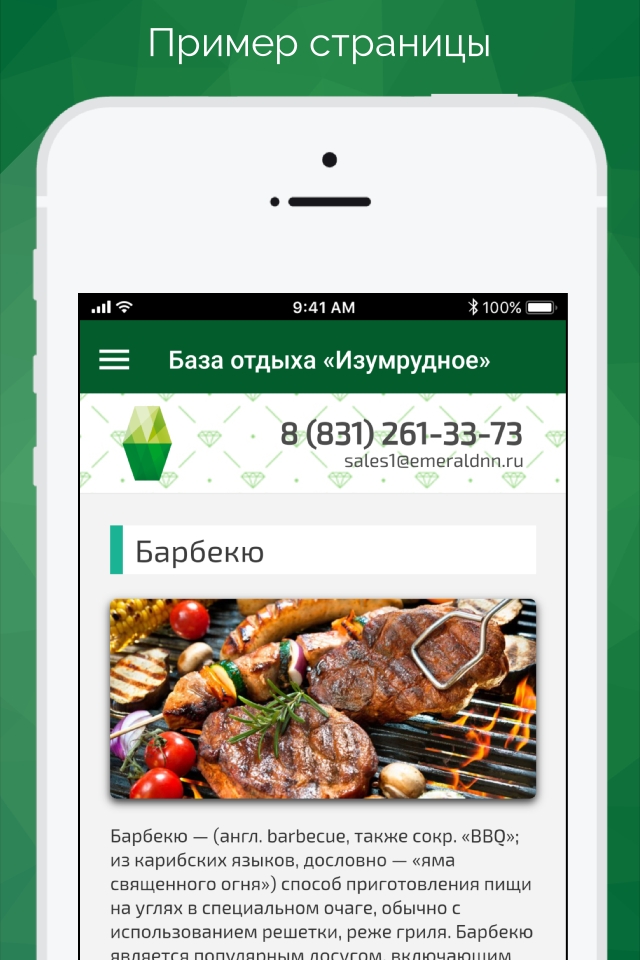 Пример страницы
9:41 AM
100%
База отдыха «Изумрудное»
8 (831) 261-33-73
sales1@emeraldnn.ru
Барбекю
Барбекю — (англ. barbecue, также сокр. «BBQ»;
из карибских языков, дословно — «яма
священного огня») способ приготовления пищи
на углях в специальном очаге, обычно с
использованием решетки, реже гриля. Барбекю
является популярным досугом, включающим